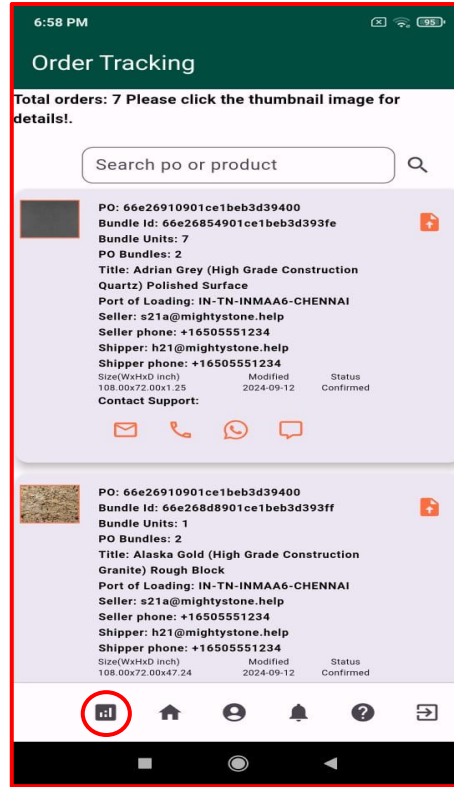 6:58 PM
95
Order Tracking
Total orders: 7 Please click the thumbnail image for
details!.
Search po or product
PO: 66e26910901ce1beb3d39400
Bundle Id: 66e26854901ce1beb3d393fe
Bundle Units: 7
PO Bundles: 2
Title: Adrian Grey (High Grade Construction
Quartz) Polished Surface
Port of Loading: IN-TN-INMAA6-CHENNAI
Seller: s21a@mightystone.help
Seller phone: +16505551234
Shipper: h21@mightystone.help
Shipper phone: +16505551234
Size(WxHxD inch) Modified Status
108.00x72.00x1.25 2024-09-12 Confirmed
Contact Support:
PO: 66e26910901ce1beb3d39400
Bundle Id: 66e268d8901ce1beb3d393ff
Bundle Units: 1
PO Bundles: 2
Title: Alaska Gold (High Grade Construction
Granite) Rough Block
Port of Loading: IN-TN-INMAA6-CHENNAI
Seller: s21a@mightystone.help
Seller phone: +16505551234
Shipper: h21@mightystone.help
Shipper phone: +16505551234
Size(WxHxD inch) Modified Status
108.00x72.00x47.24 2024-09-12 Confirmed